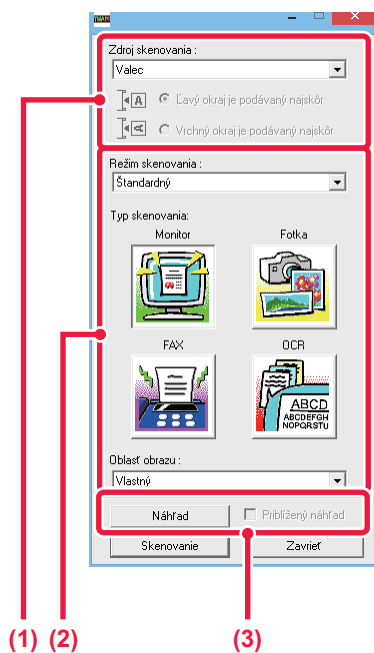 TWAIN
Zdroj skenovania :
Valec
A
Ľavý okraj je podávaný najskôr
A
Vrchný okraj je podávaný najskôr
Režim skenovania :
Štandardný
Typ skenovania:
Monitor Fotka
FAX OCR
ABCD
ABCDEFGH
NOPQRSTU
Oblasť obrazu :
Vlastný
Náhľad Priblížený náhľad
Skenovanie Zavrieť
(1) (2) (3)